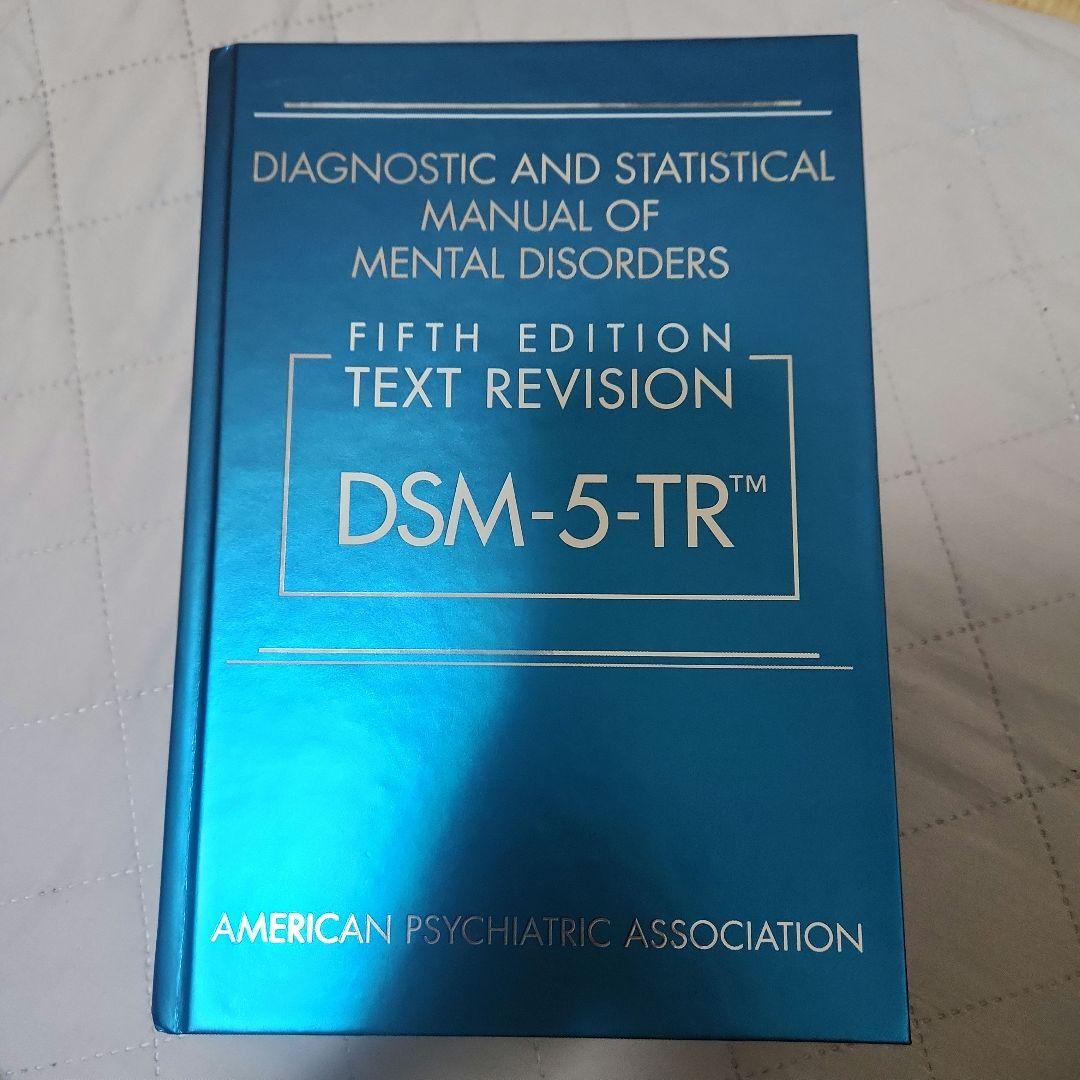 DIAGNOSTIC AND STATISTICAL
MANUAL OF
MENTAL DISORDERS
FIFTH EDITION
TEXT REVISION
DSM-5-TR™
AMERICAN PSYCHIATRIC ASSOCIATION